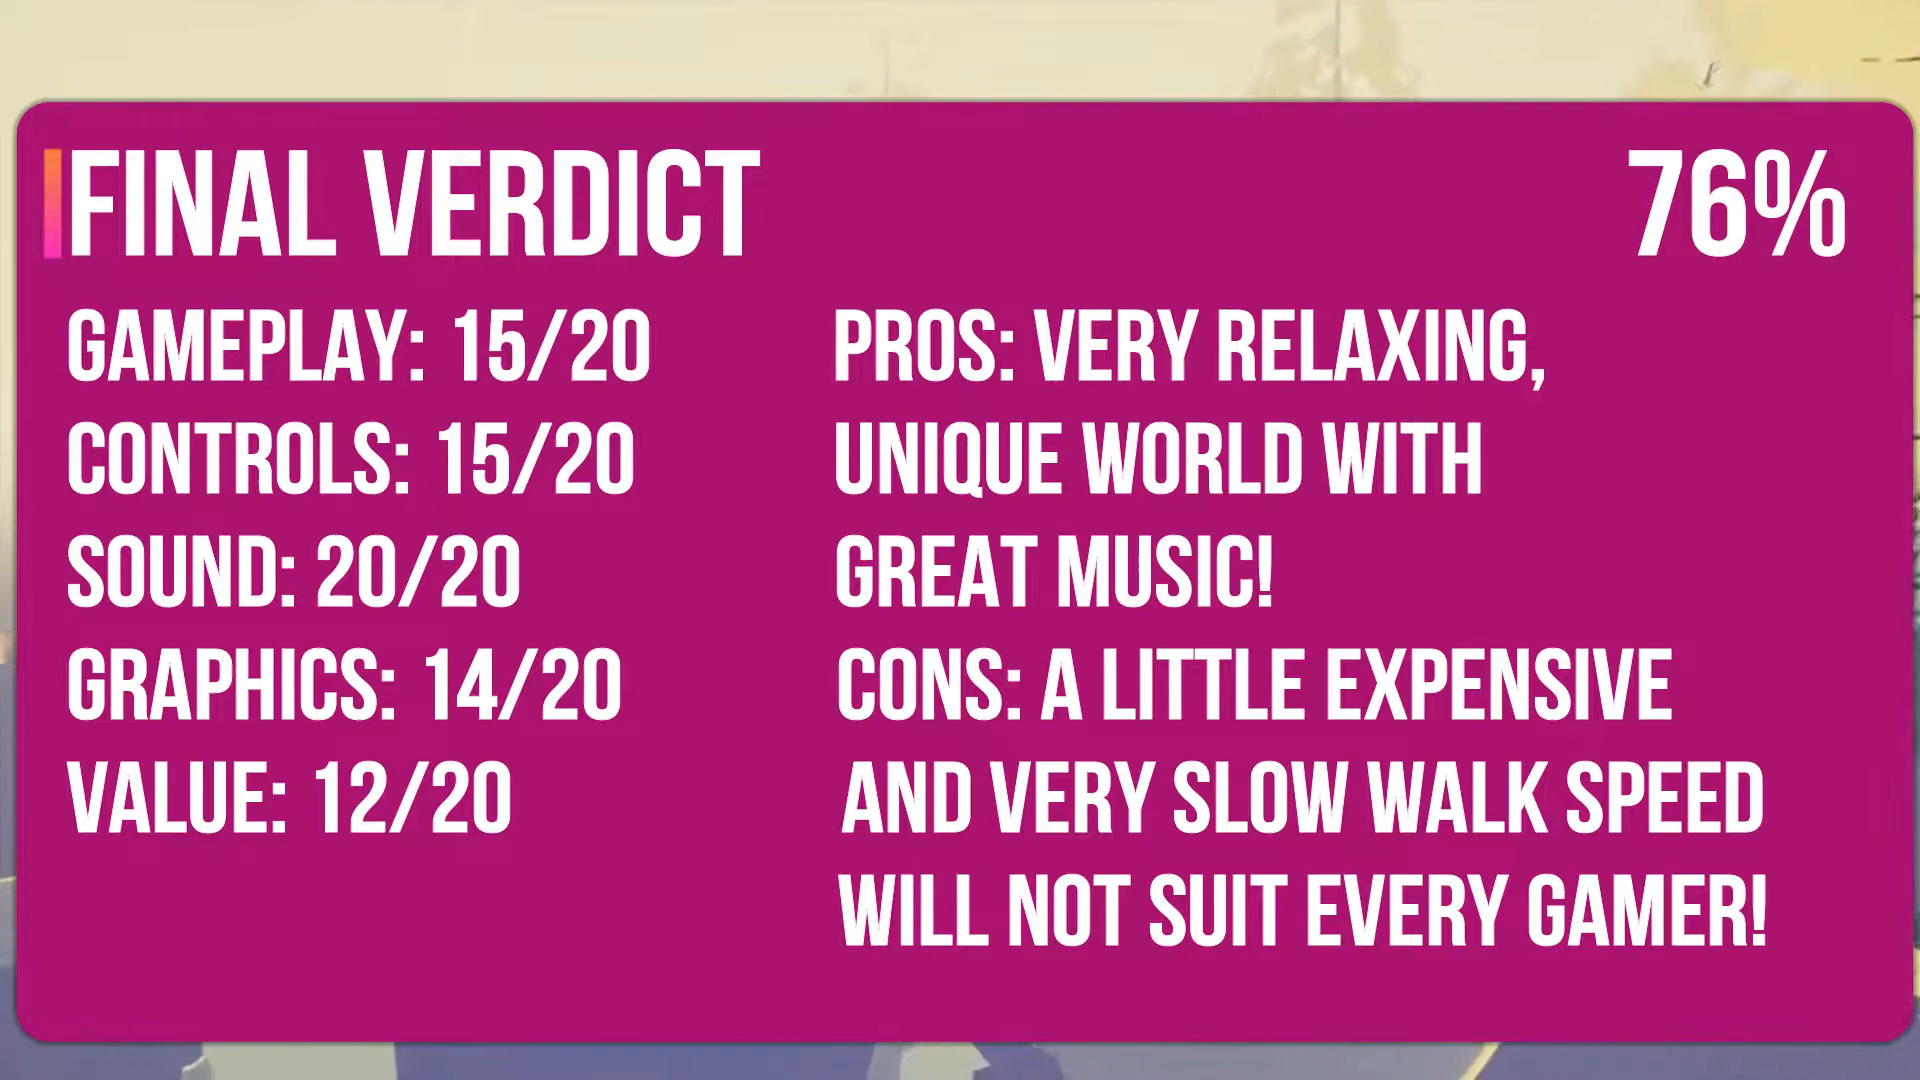 FINAL VERDICT
76%
GAMEPLAY: 15/20
CONTROLS: 15/20
SOUND: 20/20
GRAPHICS: 14/20
VALUE: 12/20
PROS: VERY RELAXING,
UNIQUE WORLD WITH
GREAT MUSIC!
CONS: A LITTLE EXPENSIVE
AND VERY SLOW WALK SPEED
WILL NOT SUIT EVERY GAMER!